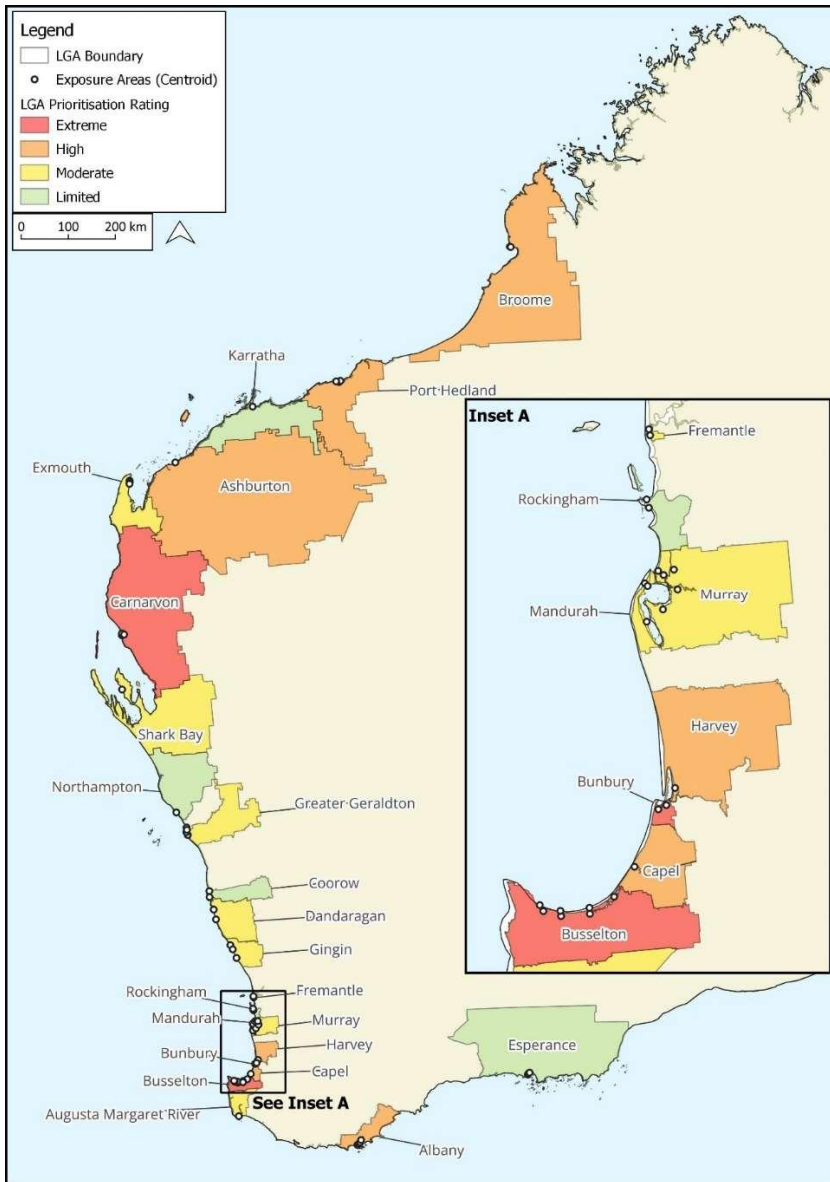 Legend
LGA Boundary
Exposure Areas (Centroid)
LGA Prioritisation Rating
Extreme
High
Moderate
Limited
0 100 200 km
Broome
Karratha
Port Hedland
Exmouth
Ashburton
Carnarvon
Shark Bay
Northampton
Greater Geraldton
Coorow
Dandaragan
Gingin
Rockingham
Fremantle
Mandurah
Murray
Harvey
Bunbury
Capel
Busselton
See Inset A
Augusta Margaret River
Albany
Esperance
Inset A
Fremantle
Rockingham
Mandurah
Murray
Harvey
Bunbury
Capel
Busselton